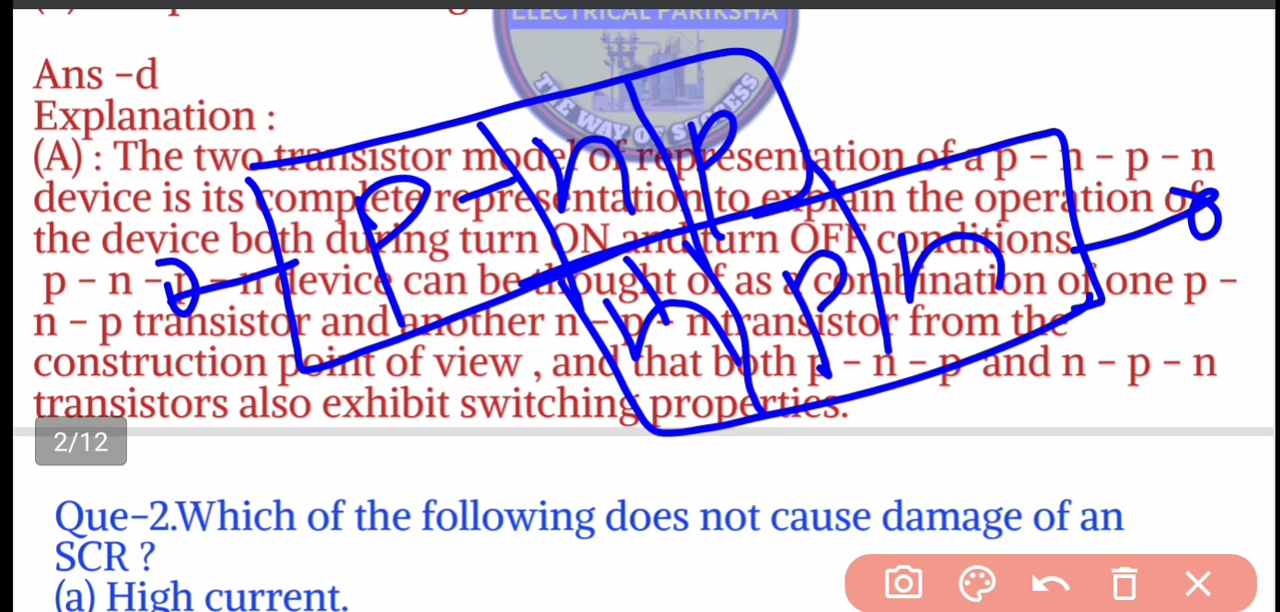 ELECTRICAL PARIKSHA
THE WAY OF SUCCESS
Ans -d
Explanation :
(A) : The two transistor model of representation of a p - n - p - n
device is its complete representation to explain the operation of
the device both during turn ON and turn OFF conditions.
p - n - p - n device can be thought of as a combination of one p -
n - p transistor and another n - p - n transistor from the
construction point of view , and that both p - n - p and n - p - n
transistors also exhibit switching properties.
P n p
n p n
2/12
Que-2.Which of the following does not cause damage of an
SCR ?
(a) High current.